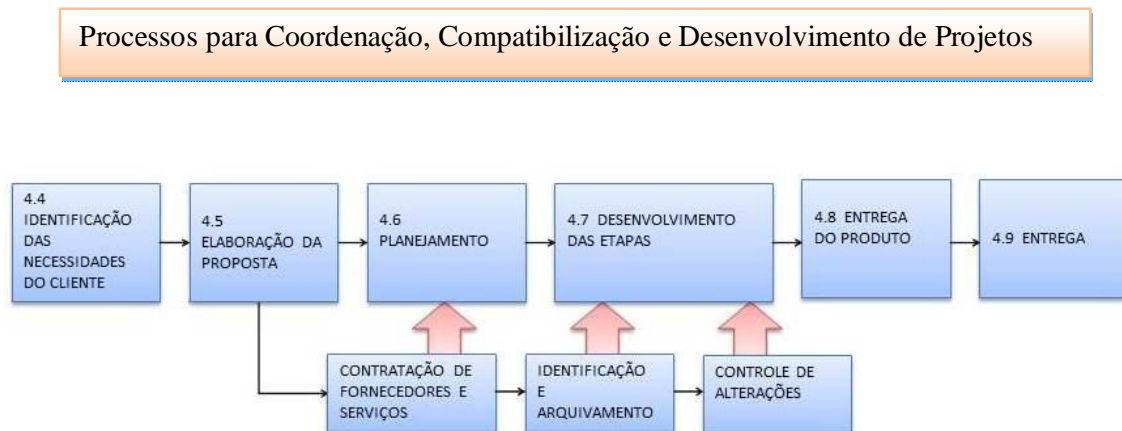 Processos para Coordenação, Compatibilização e Desenvolvimento de Projetos
4.4
IDENTIFICAÇÃO
DAS
NECESSIDADES
DO CLIENTE
4.5
ELABORAÇÃO DA
PROPOSTA
4.6
PLANEJAMENTO
4.7 DESENVOLVIMENTO
DAS ETAPAS
4.8 ENTREGA
DO PRODUTO
4.9 ENTREGA
CONTRATAÇÃO DE
FORNECEDORES E
SERVIÇOS
IDENTIFICAÇÃO
E
ARQUIVAMENTO
CONTROLE DE
ALTERAÇÕES